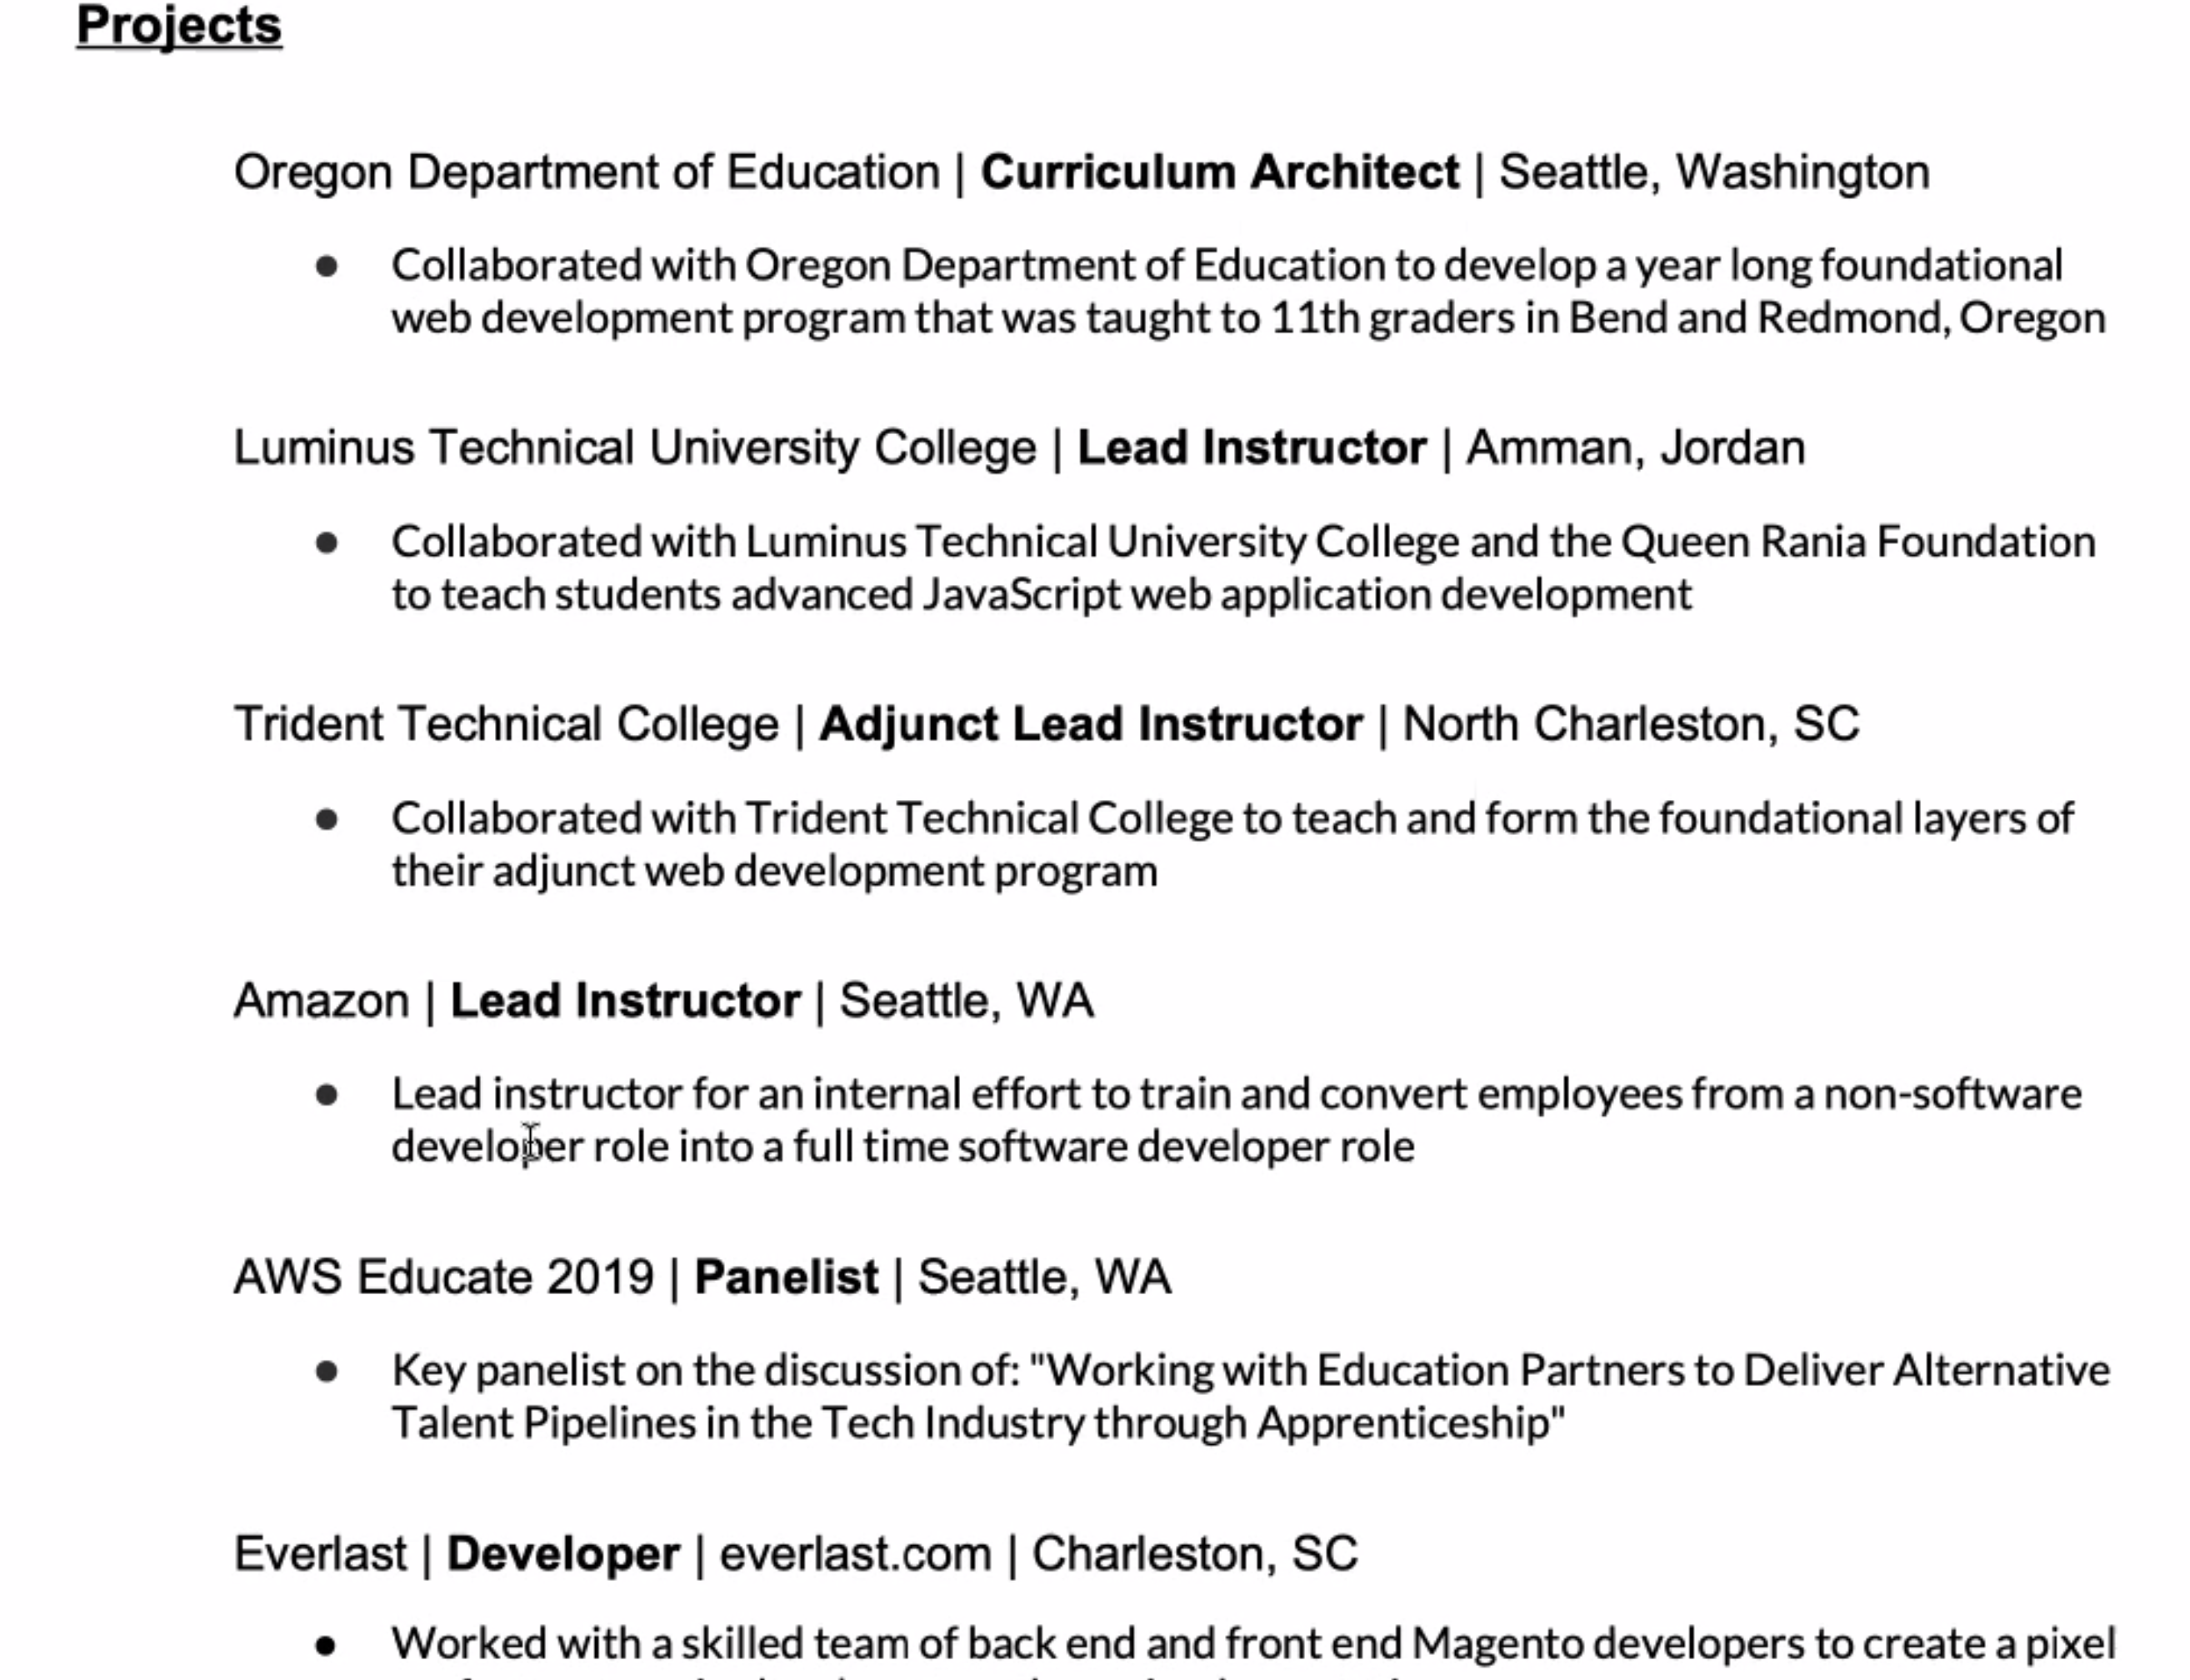 Projects
Oregon Department of Education | Curriculum Architect | Seattle, Washington
● Collaborated with Oregon Department of Education to develop a year long foundational
web development program that was taught to 11th graders in Bend and Redmond, Oregon
Luminus Technical University College | Lead Instructor | Amman, Jordan
● Collaborated with Luminus Technical University College and the Queen Rania Foundation
to teach students advanced JavaScript web application development
Trident Technical College | Adjunct Lead Instructor | North Charleston, SC
● Collaborated with Trident Technical College to teach and form the foundational layers of
their adjunct web development program
Amazon | Lead Instructor | Seattle, WA
● Lead instructor for an internal effort to train and convert employees from a non-software
developer role into a full time software developer role
AWS Educate 2019 | Panelist | Seattle, WA
● Key panelist on the discussion of: "Working with Education Partners to Deliver Alternative
Talent Pipelines in the Tech Industry through Apprenticeship"
Everlast | Developer | everlast.com | Charleston, SC
● Worked with a skilled team of back end and front end Magento developers to create a pixel